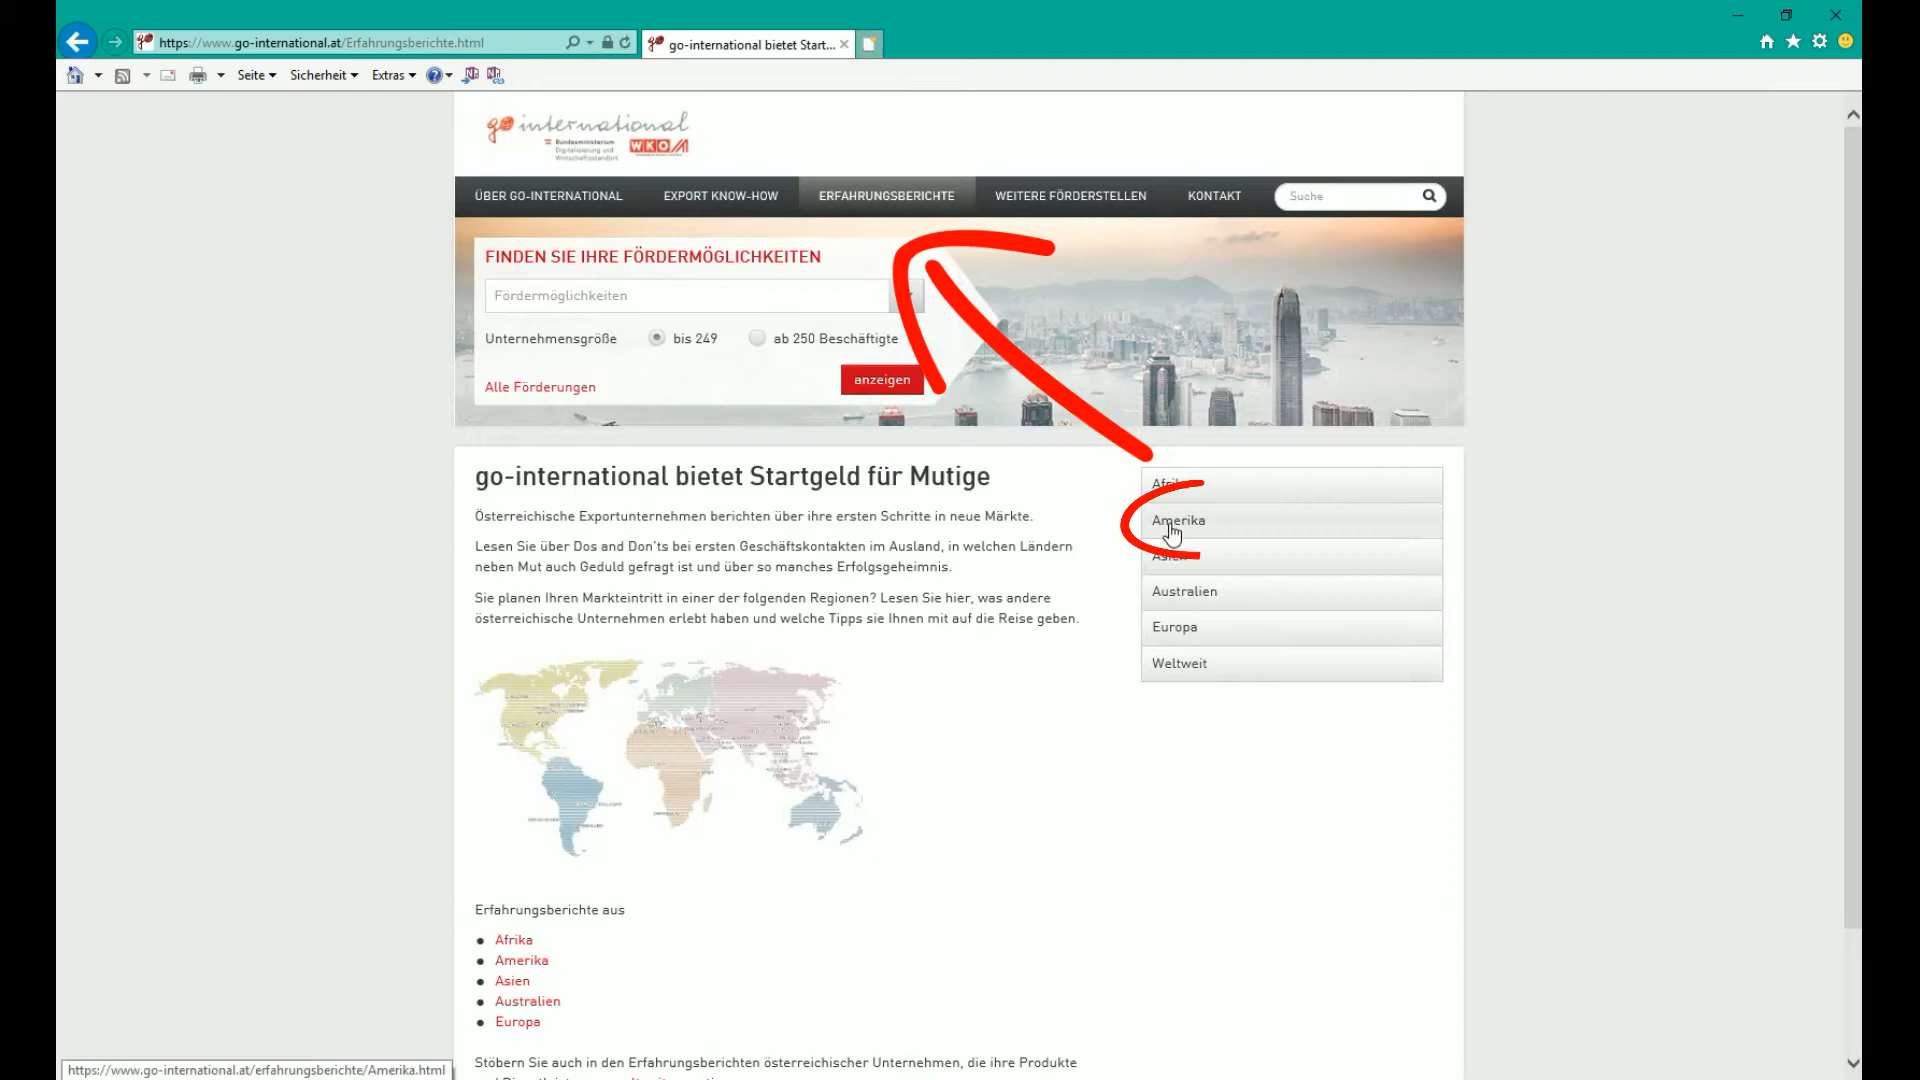 https://www.go-international.at/Erfahrungsberichte.html
go-international bietet Start...
Seite
Sicherheit
Extras
go international
Bundesministerium
Digitalisierung und
Wirtschaftsstandort
WKO
ÜBER GO-INTERNATIONAL
EXPORT KNOW-HOW
ERFAHRUNGSBERICHTE
WEITERE FÖRDERSTELLEN
KONTAKT
Suche
FINDEN SIE IHRE FÖRDERMÖGLICHKEITEN
Fördermöglichkeiten
Unternehmensgröße
bis 249
ab 250 Beschäftigte
Alle Förderungen
anzeigen
go-international bietet Startgeld für Mutige
Österreichische Exportunternehmen berichten über ihre ersten Schritte in neue Märkte.
Lesen Sie über Dos and Don'ts bei ersten Geschäftskontakten im Ausland, in welchen Ländern
neben Mut auch Geduld gefragt ist und über so manches Erfolgsgeheimnis.
Sie planen Ihren Markteintritt in einer der folgenden Regionen? Lesen Sie hier, was andere
österreichische Unternehmen erlebt haben und welche Tipps sie Ihnen mit auf die Reise geben.
Afrika
Amerika
Asien
Australien
Europa
Weltweit
Erfahrungsberichte aus
Afrika
Amerika
Asien
Australien
Europa
Stöbern Sie auch in den Erfahrungsberichten österreichischer Unternehmen, die ihre Produkte
https://www.go-international.at/erfahrungsberichte/Amerika.html